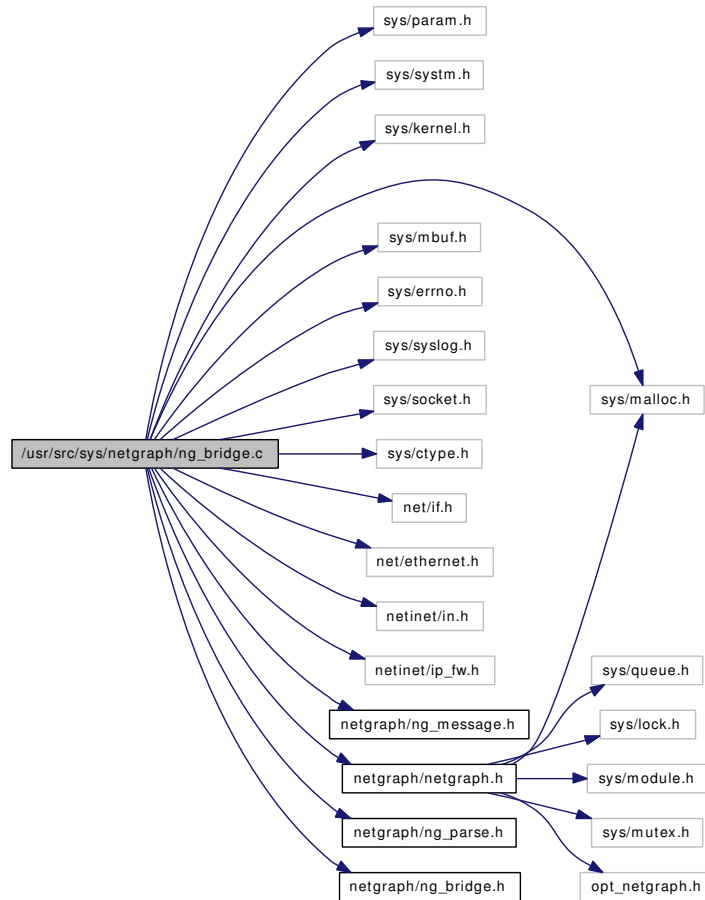 sys/param.h
sys/systm.h
sys/kernel.h
sys/mbuf.h
sys/errno.h
sys/syslog.h
sys/socket.h
sys/malloc.h
/usr/src/sys/netgraph/ng_bridge.c
sys/ctype.h
net/if.h
net/ethernet.h
netinet/in.h
netinet/ip_fw.h
sys/queue.h
netgraph/ng_message.h
sys/lock.h
netgraph/netgraph.h
sys/module.h
netgraph/ng_parse.h
sys/mutex.h
netgraph/ng_bridge.h
opt_netgraph.h